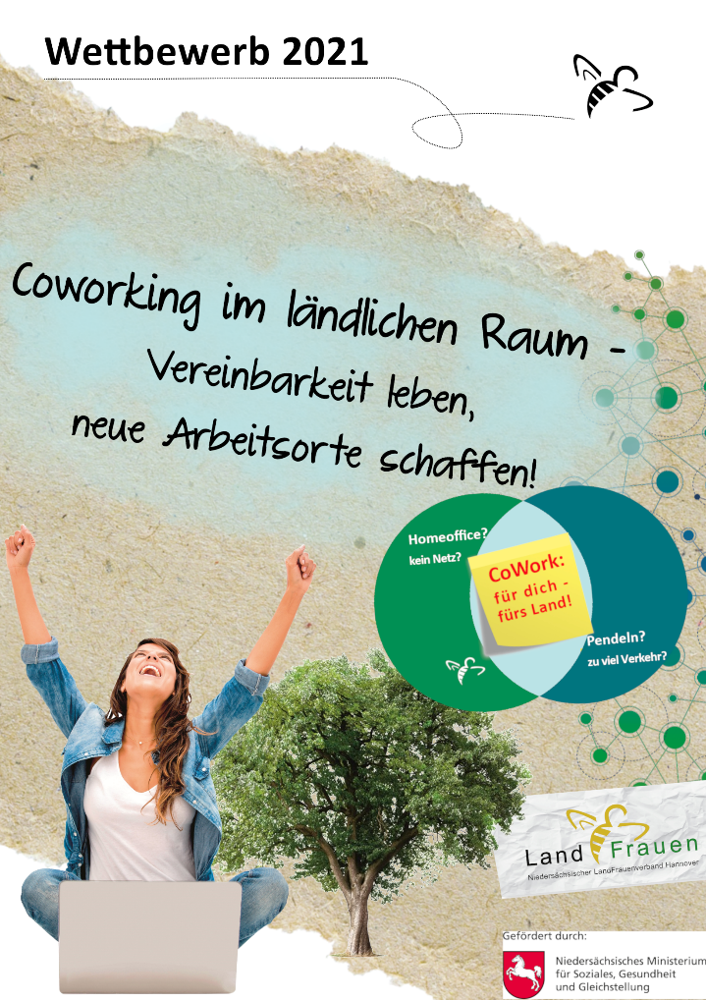 Wettbewerb 2021
Coworking im ländlichen Raum -
Vereinbarkeit leben,
neue Arbeitsorte schaffen!
Homeoffice?
kein Netz?
CoWork:
für dich -
fürs Land!
Pendeln?
zu viel Verkehr?
Land Frauen
Niedersächsischer LandFrauenverband Hannover
Gefördert durch:
Niedersächsisches Ministerium
für Soziales, Gesundheit
und Gleichstellung